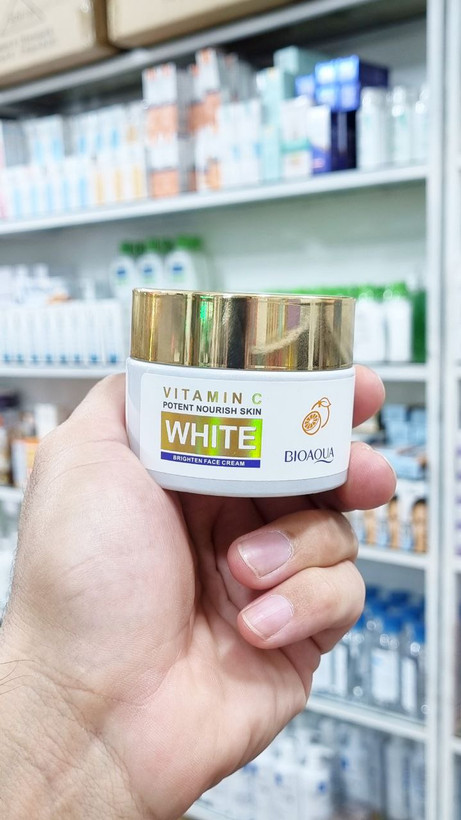 VITAMIN C
POTENT NOURISH SKIN
WHITE
BRIGHTEN FACE CREAM
BIOAQUA